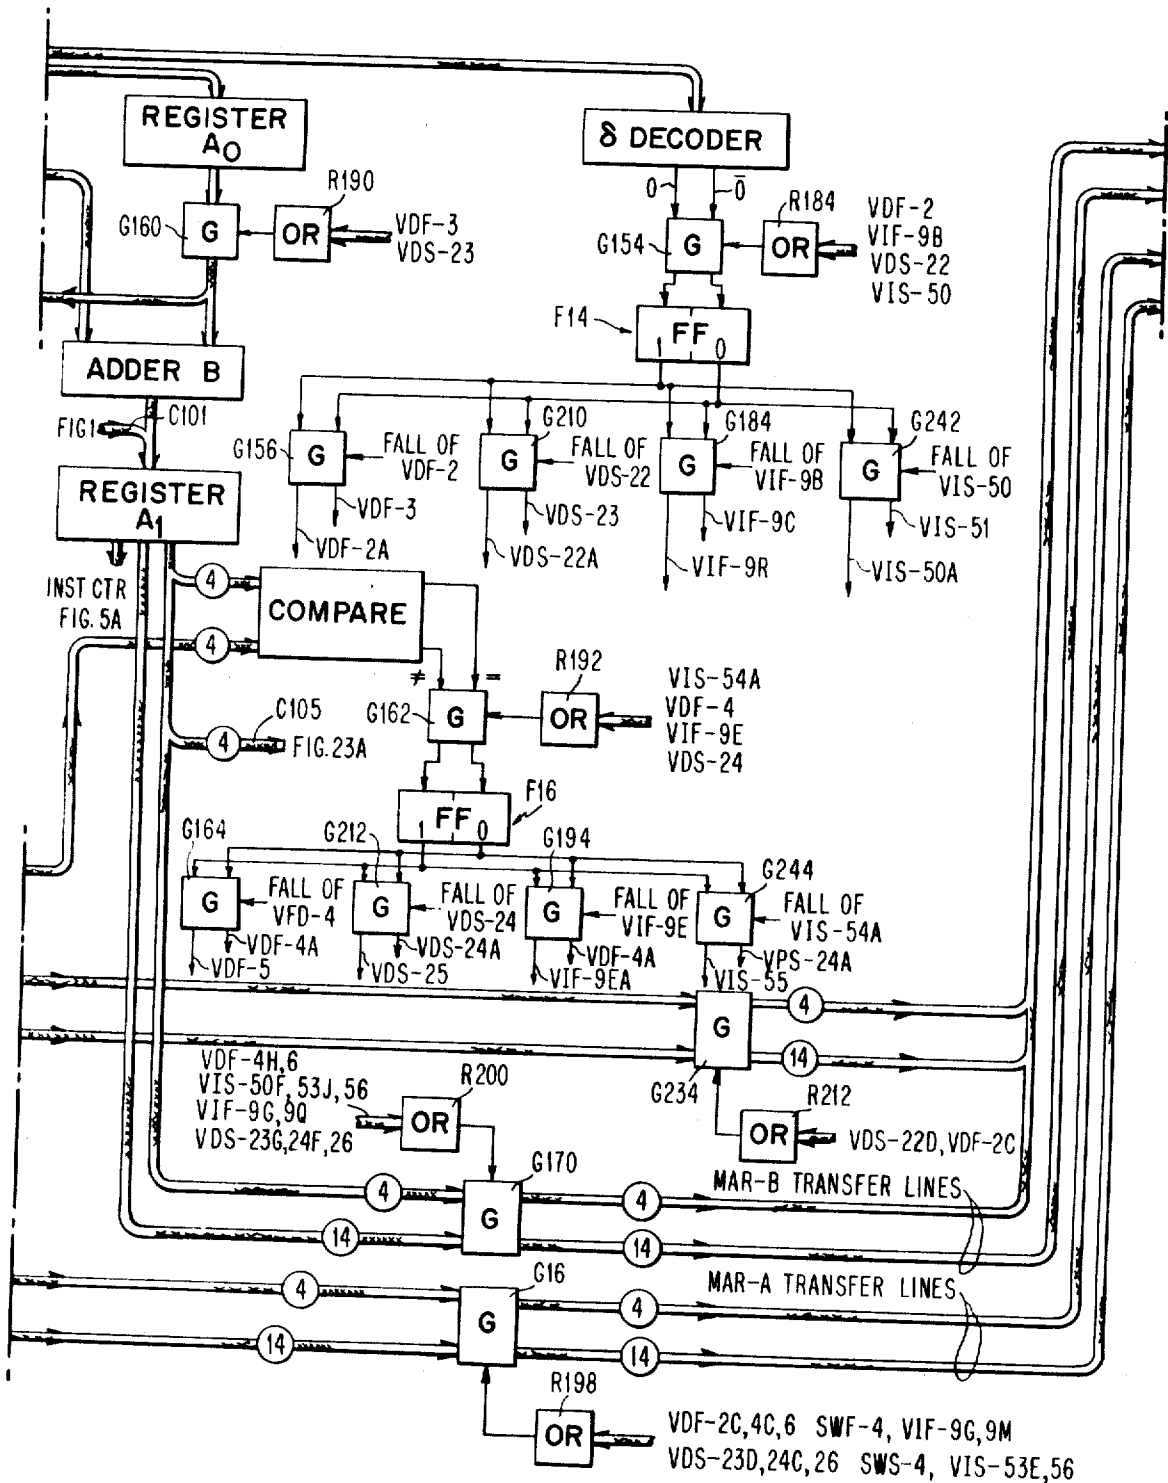 REGISTER
A0
δ DECODER
R190
0
0̅
R184
G160
G
OR
VDF-3
VDS-23
G154
G
OR
VDF-2
VIF-9B
VDS-22
VIS-50
F14
FF
1
0
ADDER B
C101
FIG1
G156
G
FALL OF
VDF-2
G210
G
FALL OF
VDS-22
G184
G
FALL OF
VIF-9B
G242
G
FALL OF
VIS-50
REGISTER
A1
VDF-3
VDF-2A
VDS-23
VDS-22A
VIF-9C
VIF-9R
VIS-51
VIS-50A
INST CTR
FIG. 5A
4
4
COMPARE
≠
=
R192
G162
G
OR
VIS-54A
VDF-4
VIF-9E
VDS-24
C105
4
FIG. 23A
F16
FF
1
0
G164
G
FALL OF
VFD-4
G212
G
FALL OF
VDS-24
G194
G
FALL OF
VIF-9E
G244
G
FALL OF
VIS-54A
VDF-4A
VDF-5
VDS-24A
VDS-25
VDF-4A
VIF-9EA
VPS-24A
VIS-55
G
4
14
G234
VDF-4H,6
VIS-50F, 53J, 56
VIF-9G, 9Q
VDS-23G, 24F, 26
R200
OR
R212
OR
VDS-22D, VDF-2C
G170
4
G
4
14
14
MAR-B TRANSFER LINES
G16
4
G
4
14
14
MAR-A TRANSFER LINES
R198
OR
VDF-2C,4C,6 SWF-4, VIF-9G,9M
VDS-23D,24C,26 SWS-4, VIS-53E,56